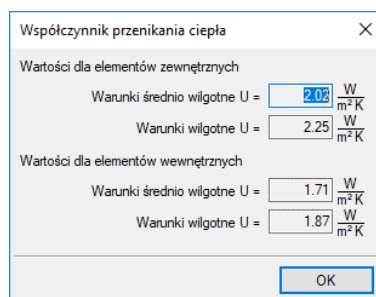 Współczynnik przenikania ciepła
Wartości dla elementów zewnętrznych
Warunki średnio wilgotne U = 2.02 W/m² K
Warunki wilgotne U = 2.25 W/m² K
Wartości dla elementów wewnętrznych
Warunki średnio wilgotne U = 1.71 W/m² K
Warunki wilgotne U = 1.87 W/m² K
OK